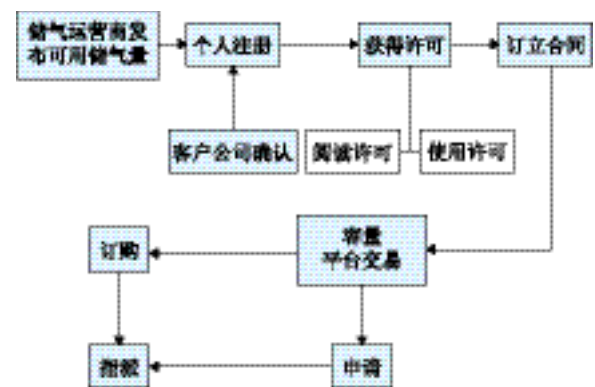 储气运营商发
布可用储气量
个人注册
获得许可
订立合同
客户公司确认
阅读许可
使用许可
订购
容量
平台交易
申请